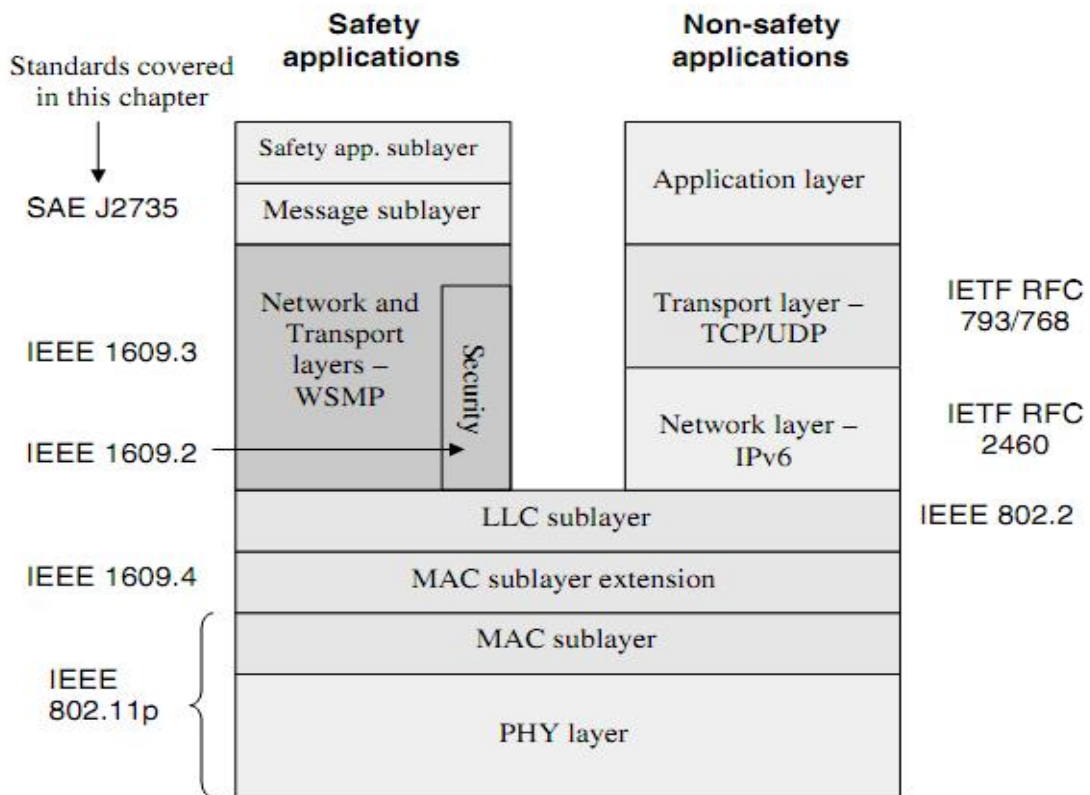 Safety
applications
Non-safety
applications
Standards covered
in this chapter
Safety app. sublayer
Application layer
SAE J2735
Message sublayer
Network and
Transport
layers –
WSMP
Security
Transport layer –
TCP/UDP
IETF RFC
793/768
IEEE 1609.3
Network layer –
IPv6
IETF RFC
2460
IEEE 1609.2
LLC sublayer
IEEE 802.2
IEEE 1609.4
MAC sublayer extension
MAC sublayer
IEEE
802.11p
PHY layer